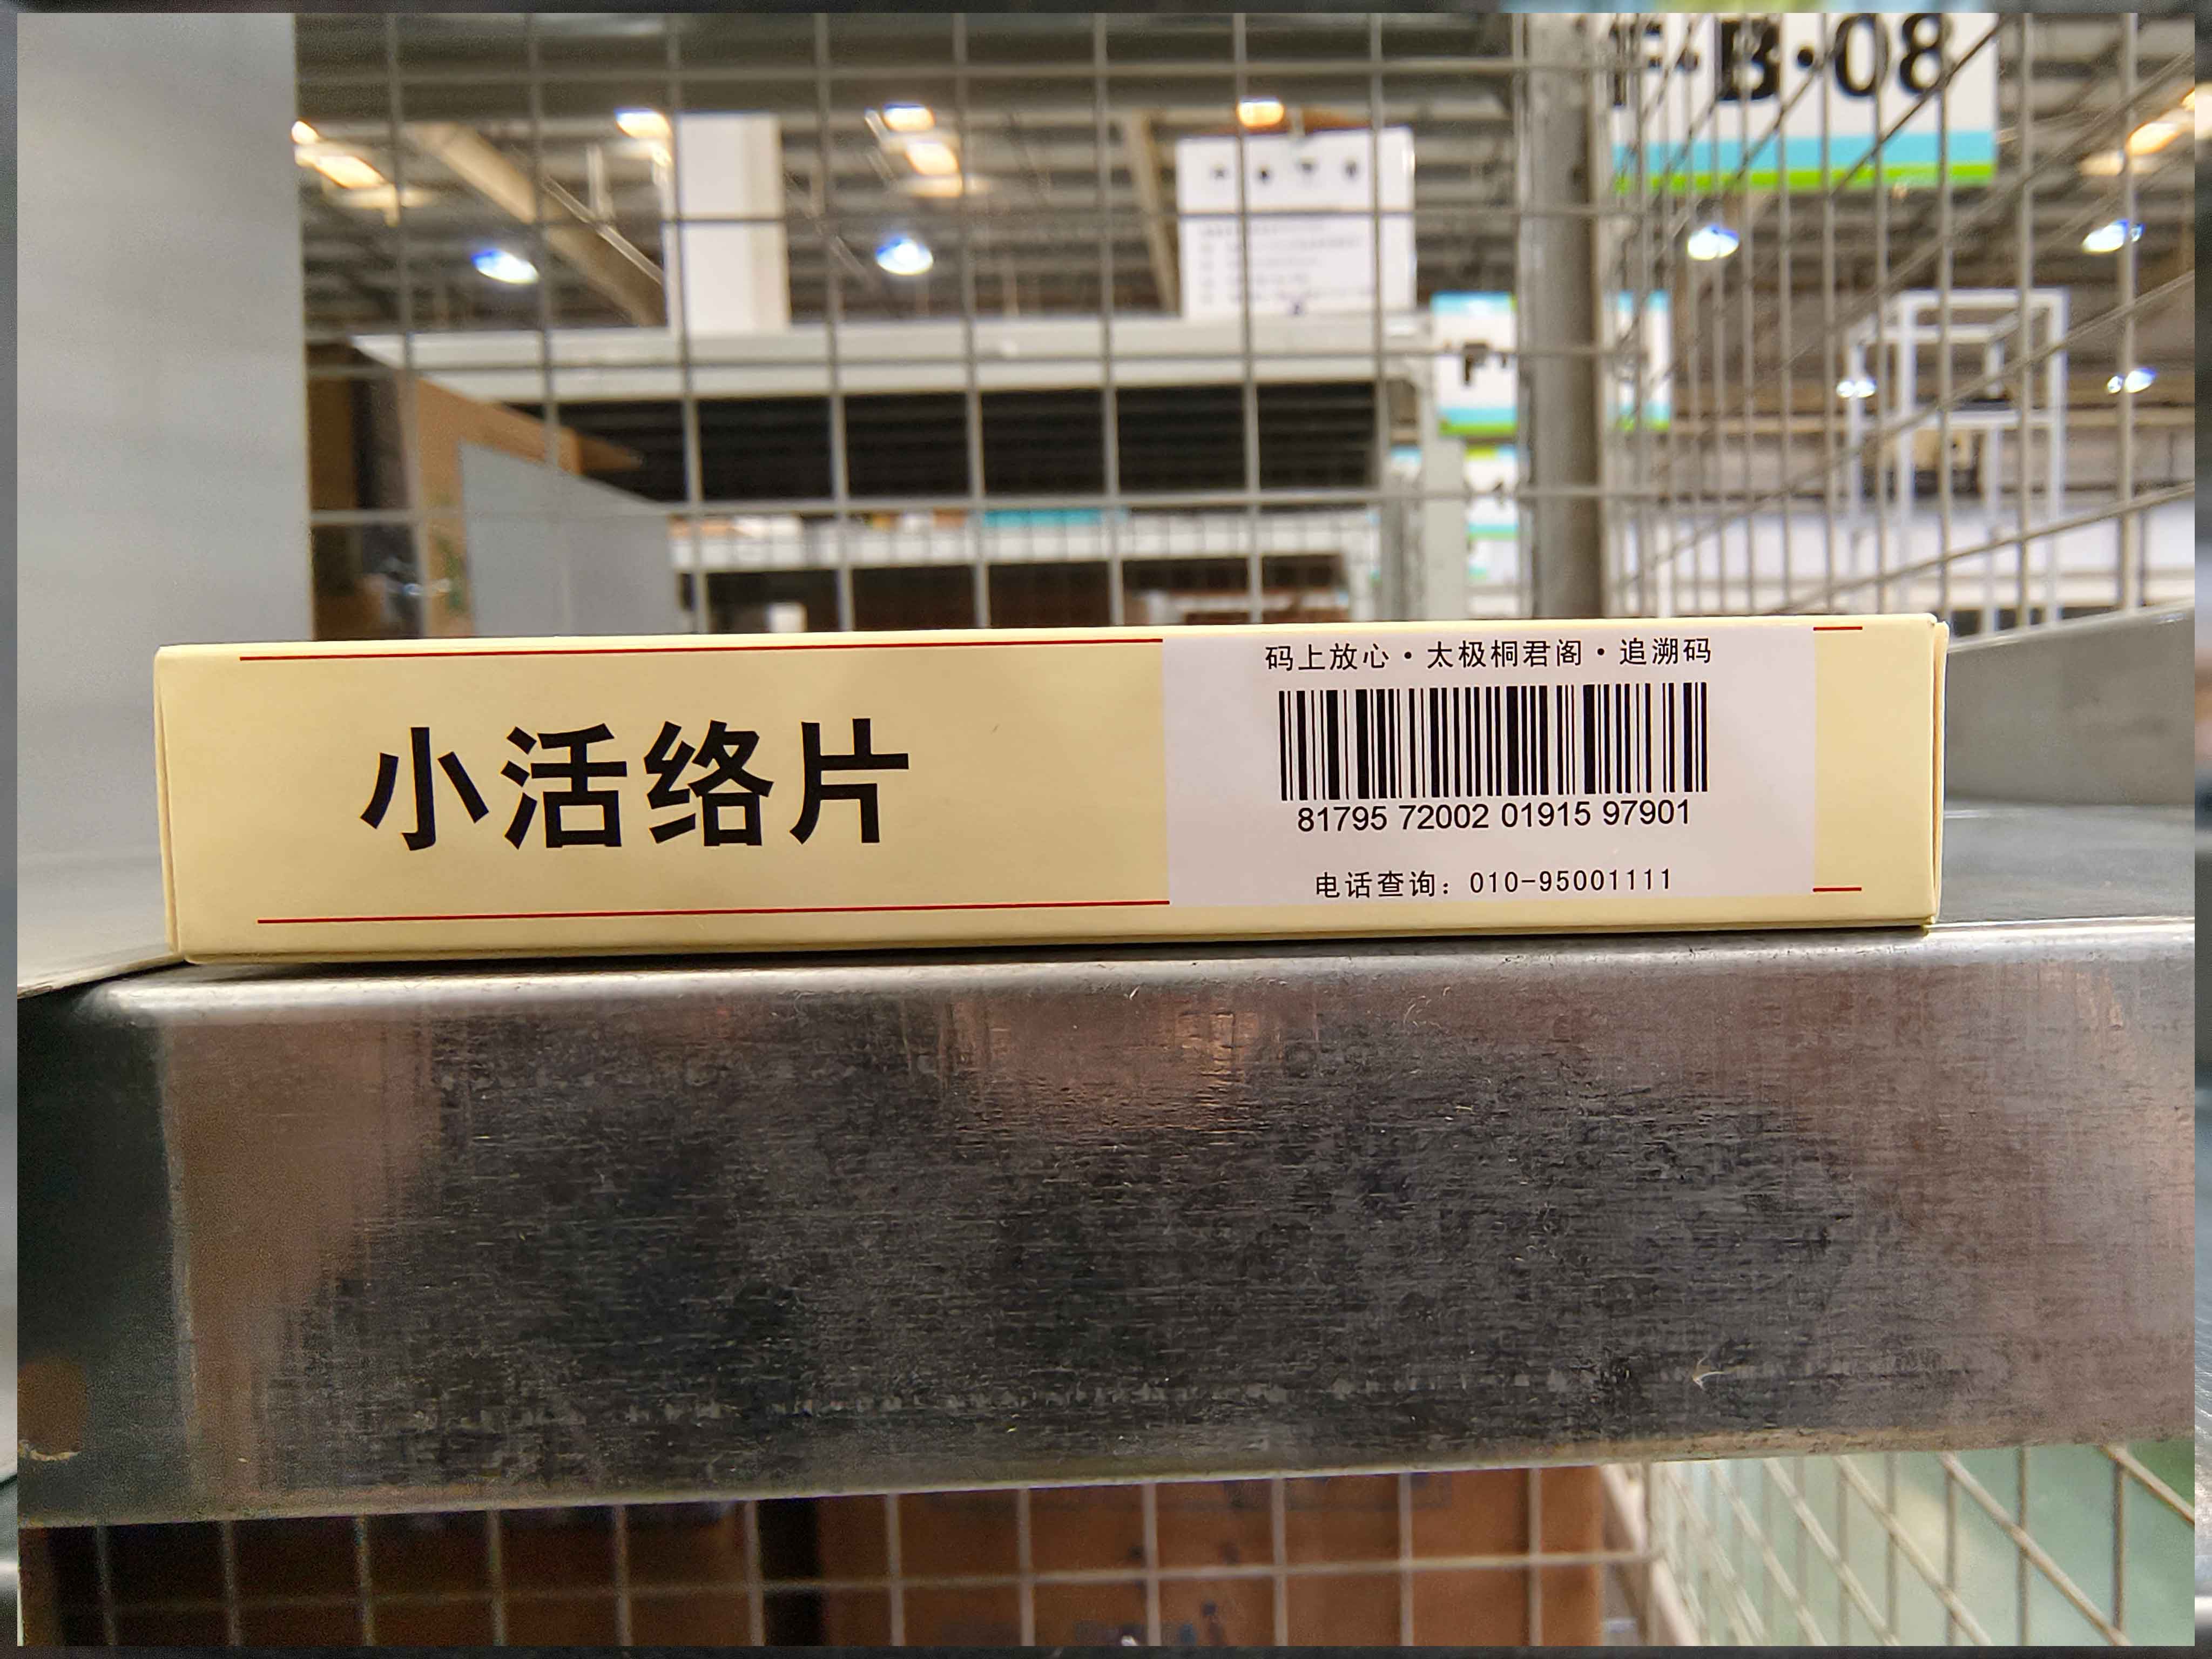 F·B·08
小活络片
码上放心·太极桐君阁·追溯码
81795 72002 01915 97901
电话查询：010-95001111